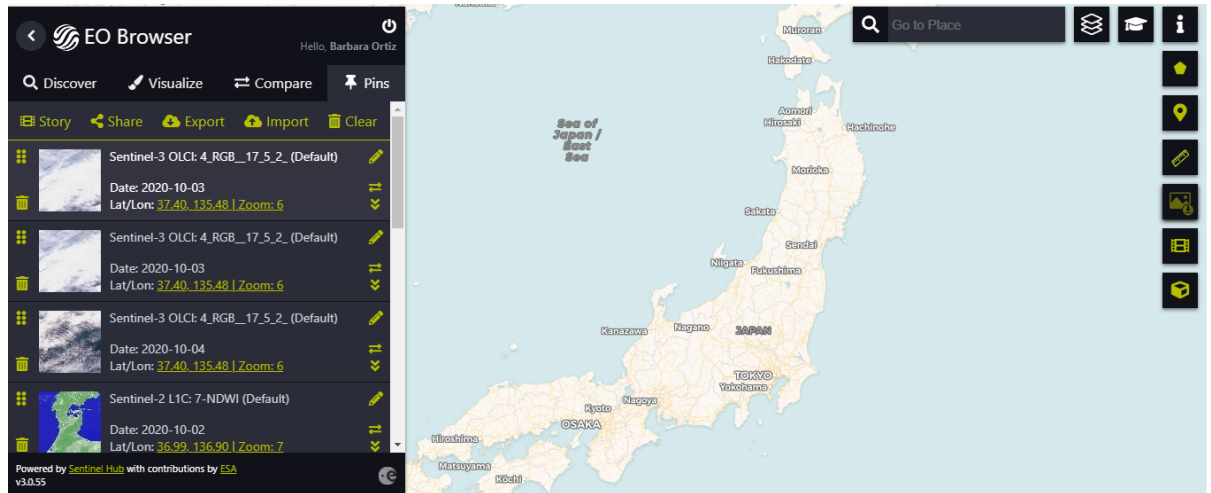 EO Browser
Hello, Barbara Ortiz
Discover
Visualize
Compare
Pins
Story
Share
Export
Import
Clear
Sentinel-3 OLCI: 4_RGB__17_5_2_ (Default)
Date: 2020-10-03
Lat/Lon: 37.40, 135.48 | Zoom: 6
Sentinel-3 OLCI: 4_RGB__17_5_2_ (Default)
Date: 2020-10-03
Lat/Lon: 37.40, 135.48 | Zoom: 6
Sentinel-3 OLCI: 4_RGB__17_5_2_ (Default)
Date: 2020-10-04
Lat/Lon: 37.40, 135.48 | Zoom: 6
Sentinel-2 L1C: 7-NDWI (Default)
Date: 2020-10-02
Lat/Lon: 36.99, 136.90 | Zoom: 7
Powered by Sentinel Hub with contributions by ESA
v3.0.55
Go to Place
Muroran
Hakodate
Sea of
Japan /
East
Sea
Aomori
Hirosaki
Hachinohe
Morioka
Sakata
Sendai
Niigata
Fukushima
Kanazawa
Nagano
JAPAN
TOKYO
Yokohama
Kyoto
Nagoya
OSAKA
Hiroshima
Matsuyama
Kochi